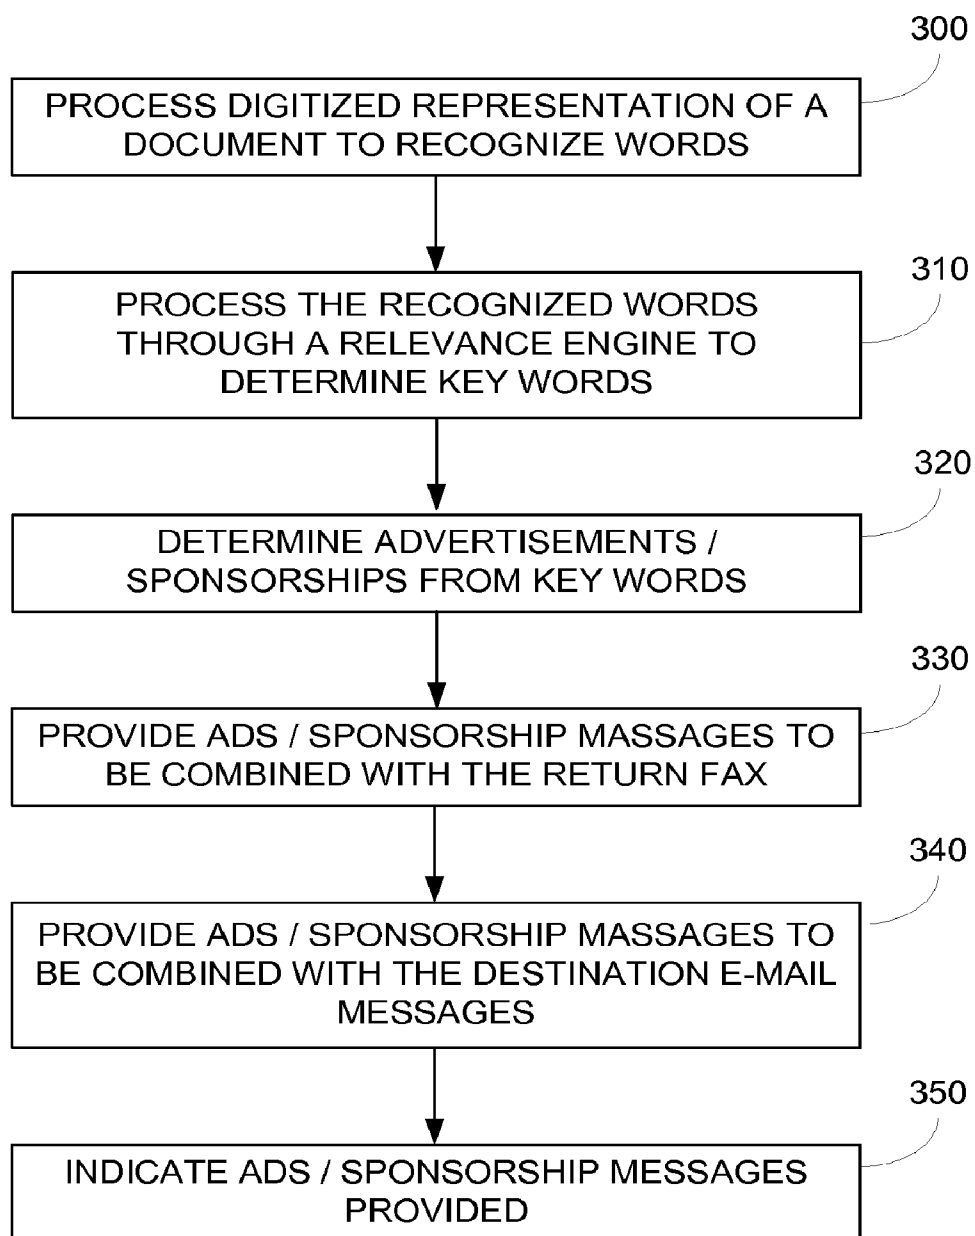 300
PROCESS DIGITIZED REPRESENTATION OF A
DOCUMENT TO RECOGNIZE WORDS
310
PROCESS THE RECOGNIZED WORDS
THROUGH A RELEVANCE ENGINE TO
DETERMINE KEY WORDS
320
DETERMINE ADVERTISEMENTS /
SPONSORSHIPS FROM KEY WORDS
330
PROVIDE ADS / SPONSORSHIP MASSAGES TO
BE COMBINED WITH THE RETURN FAX
340
PROVIDE ADS / SPONSORSHIP MASSAGES TO
BE COMBINED WITH THE DESTINATION E-MAIL
MESSAGES
350
INDICATE ADS / SPONSORSHIP MESSAGES
PROVIDED